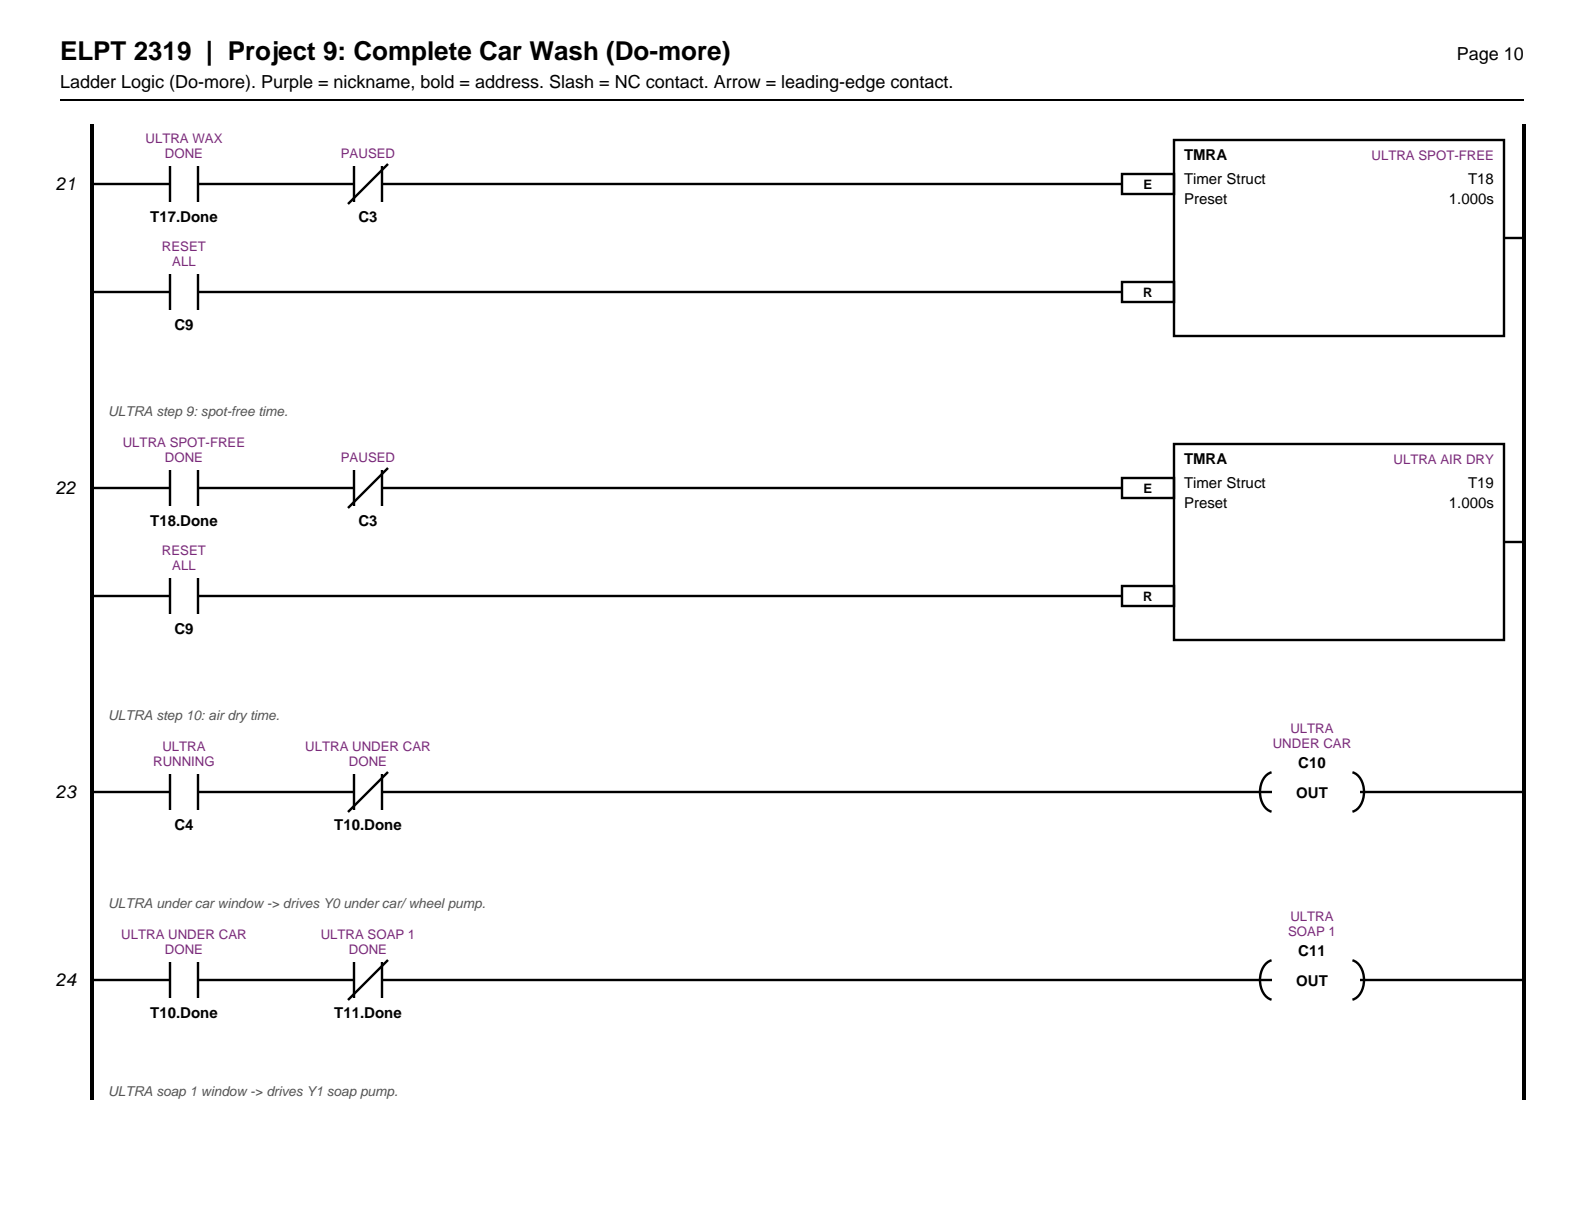 ELPT 2319 | Project 9: Complete Car Wash (Do-more)
Page 10
Ladder Logic (Do-more). Purple = nickname, bold = address. Slash = NC contact. Arrow = leading-edge contact.
21
ULTRA WAX
DONE
T17.Done
PAUSED
C3
E
TMRA ULTRA SPOT-FREE
Timer Struct T18
Preset 1.000s
RESET
ALL
C9
R
ULTRA step 9: spot-free time.
22
ULTRA SPOT-FREE
DONE
T18.Done
PAUSED
C3
E
TMRA ULTRA AIR DRY
Timer Struct T19
Preset 1.000s
RESET
ALL
C9
R
ULTRA step 10: air dry time.
23
ULTRA
RUNNING
C4
ULTRA UNDER CAR
DONE
T10.Done
ULTRA
UNDER CAR
C10
OUT
ULTRA under car window -> drives Y0 under car/ wheel pump.
24
ULTRA UNDER CAR
DONE
T10.Done
ULTRA SOAP 1
DONE
T11.Done
ULTRA
SOAP 1
C11
OUT
ULTRA soap 1 window -> drives Y1 soap pump.